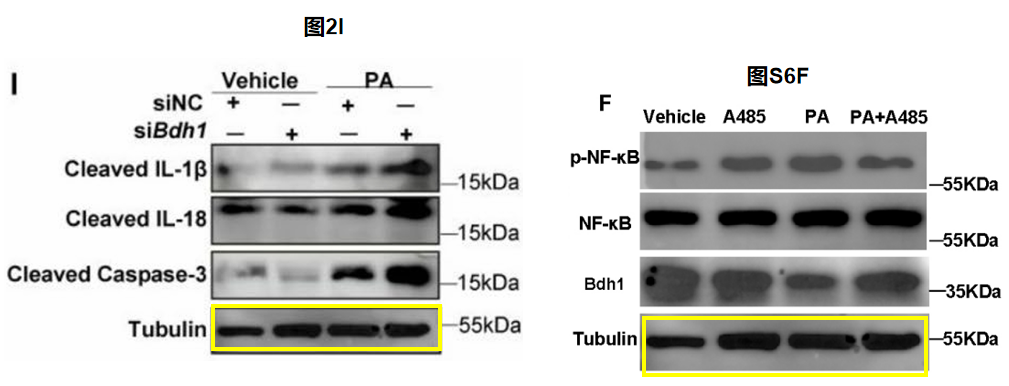 图2I
I
Vehicle PA
siNC + — + —
siBdh1 — + — +
Cleaved IL-1β
15kDa
Cleaved IL-18
15kDa
Cleaved Caspase-3
15kDa
Tubulin
55kDa
图S6F
F
Vehicle A485 PA PA+A485
p-NF-κB
55KDa
NF-κB
55KDa
Bdh1
35KDa
Tubulin
55KDa